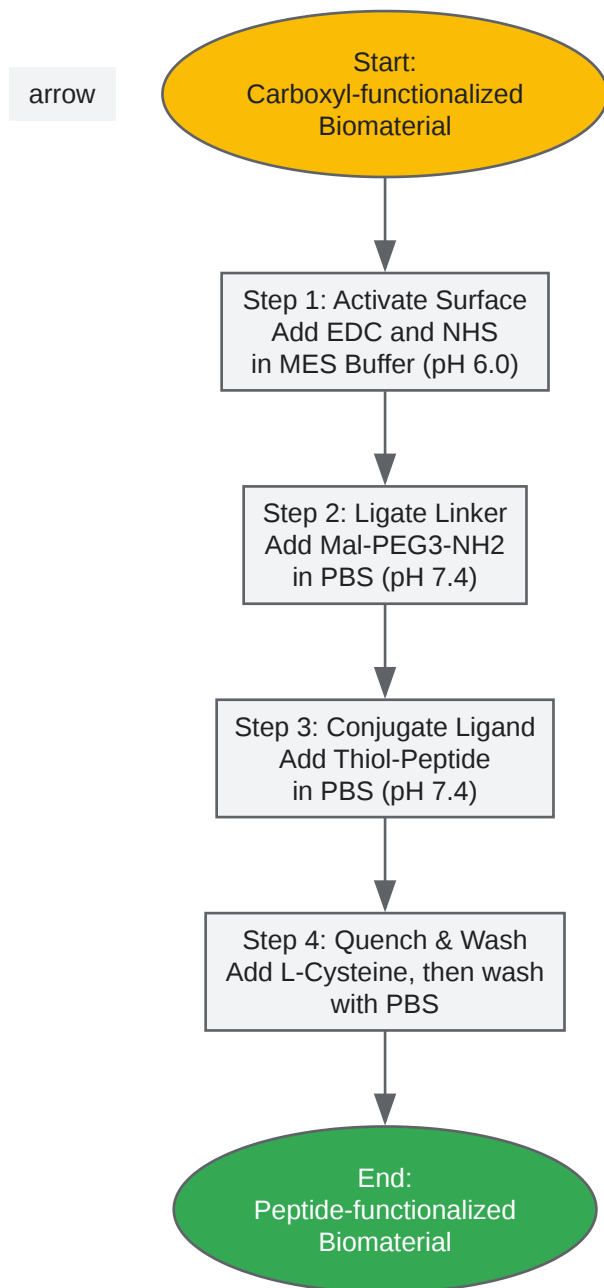 arrow
Start:
Carboxyl-functionalized
Biomaterial
Step 1: Activate Surface
Add EDC and NHS
in MES Buffer (pH 6.0)
Step 2: Ligate Linker
Add Mal-PEG3-NH2
in PBS (pH 7.4)
Step 3: Conjugate Ligand
Add Thiol-Peptide
in PBS (pH 7.4)
Step 4: Quench & Wash
Add L-Cysteine, then wash
with PBS
End:
Peptide-functionalized
Biomaterial